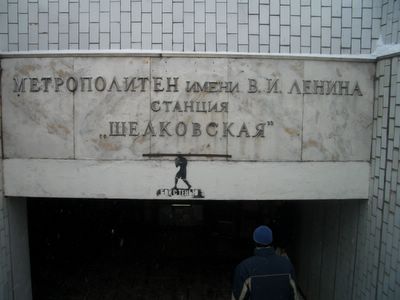 МЕТРОПОЛИТЕН ИМЕНИ В.И. ЛЕНИНА
СТАНЦИЯ
"ЩЕЛКОВСКАЯ"